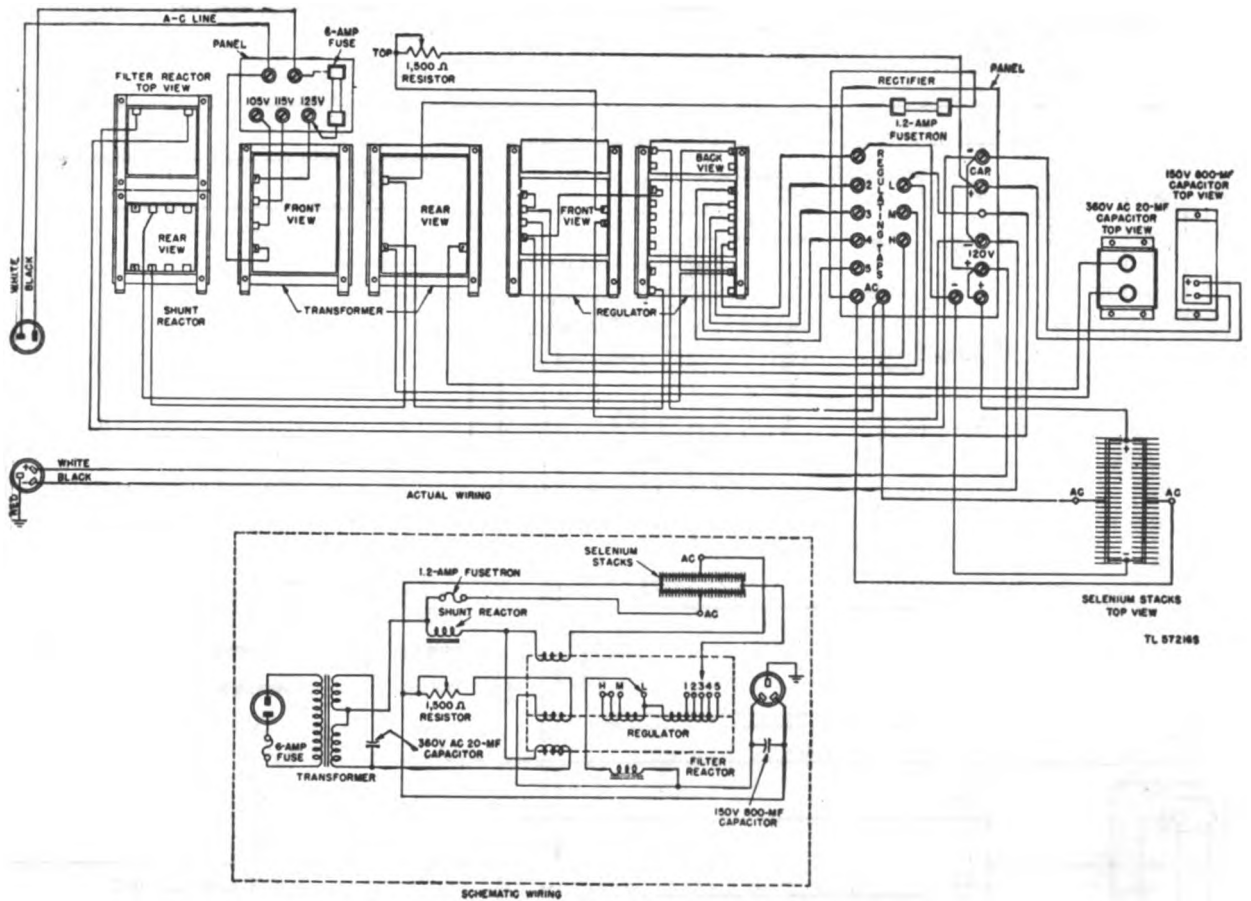 A-C LINE
PANEL
6-AMP
FUSE
TOP
1,500 Ω
RESISTOR
FILTER REACTOR
TOP VIEW
105V 115V 125V
RECTIFIER
PANEL
1.2-AMP
FUSETRON
REAR
VIEW
SHUNT
REACTOR
FRONT
VIEW
REAR
VIEW
TRANSFORMER
FRONT
VIEW
BACK
VIEW
REGULATOR
REGULATING TAPS
2
3
4
5
L
M
H
AC
-
CAP.
+
-
120V
+
-
+
360V AC 20-MF
CAPACITOR
TOP VIEW
150V 800-MF
CAPACITOR
TOP VIEW
+
-
WHITE
BLACK
WHITE
BLACK
RED
+
-
ACTUAL WIRING
AC
AC
+
-
SELENIUM STACKS
TOP VIEW
TL 57216S
SELENIUM
STACKS
AC
AC
1.2-AMP FUSETRON
SHUNT REACTOR
H M L 1 2 3 4 5
1,500 Ω
RESISTOR
REGULATOR
6-AMP
FUSE
TRANSFORMER
360V AC 20-MF
CAPACITOR
FILTER
REACTOR
150V 800-MF
CAPACITOR
SCHEMATIC WIRING